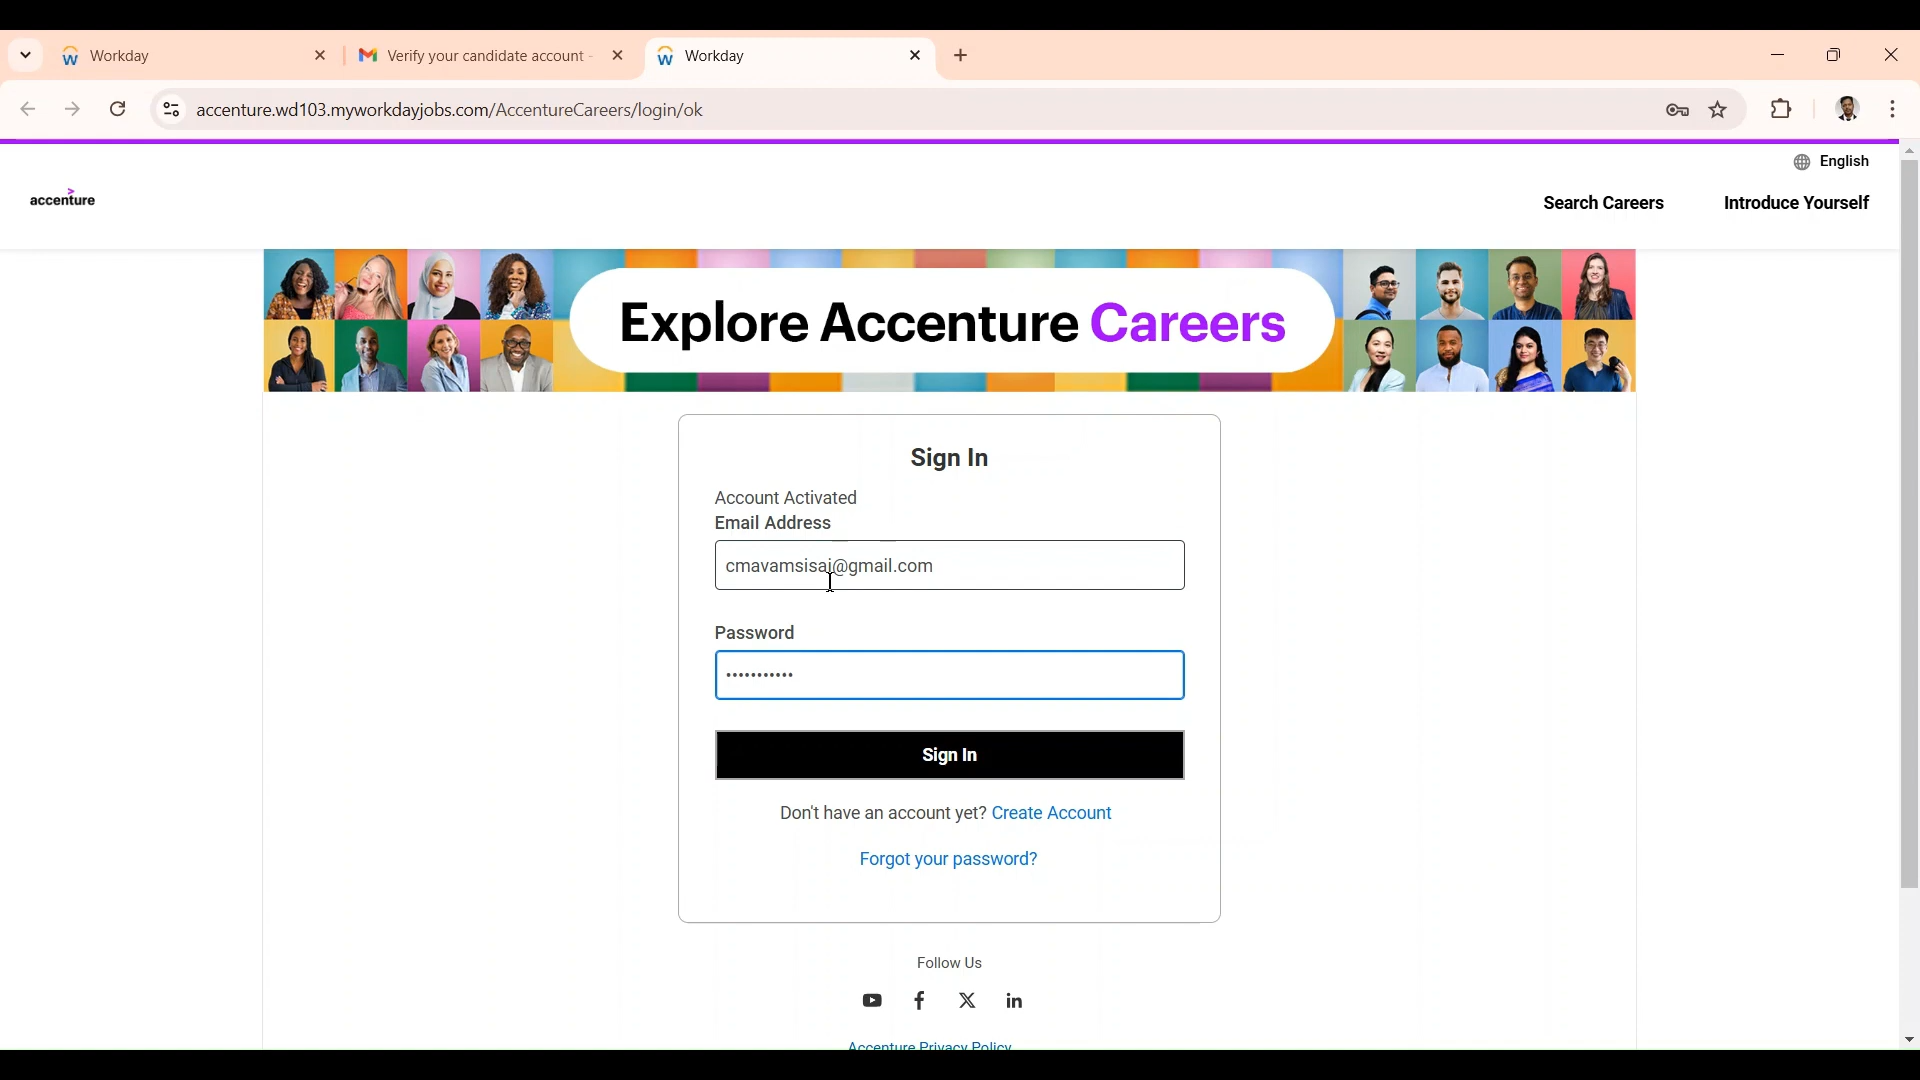 Workday
Verify your candidate account -
Workday
accenture.wd103.myworkdayjobs.com/AccentureCareers/login/ok
English
accenture
Search Careers
Introduce Yourself
Explore Accenture Careers
Sign In
Account Activated
Email Address
cmavamsisai@gmail.com
Password
•••••••••••
Sign In
Don't have an account yet? Create Account
Forgot your password?
Follow Us
Accenture Privacy Policy